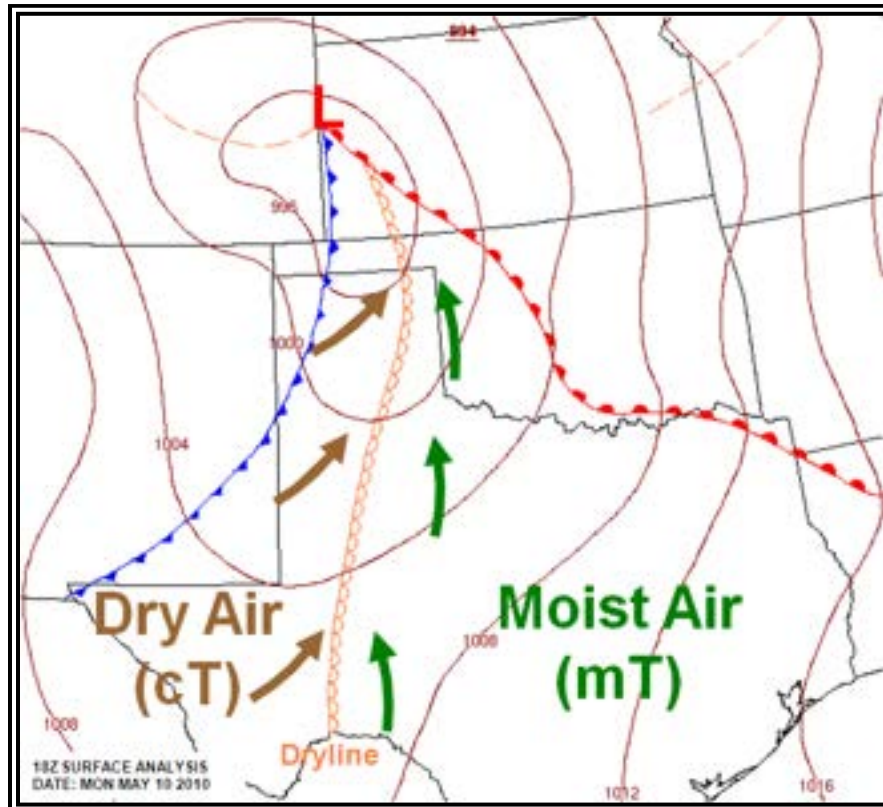 994
L
996
1000
1004
Dry Air
(cT)
Moist Air
(mT)
1008
1008
Dryline
18Z SURFACE ANALYSIS
DATE: MON MAY 10 2010
1012
1016